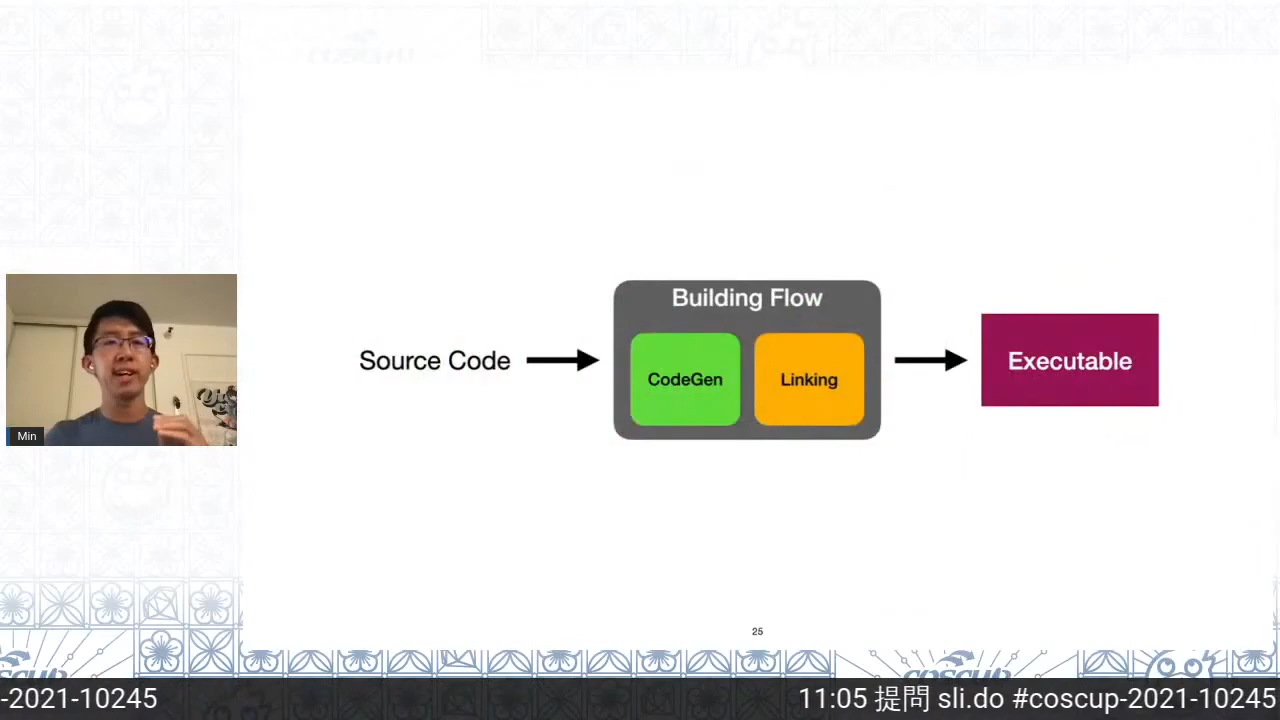 Building Flow
Source Code
CodeGen
Linking
Executable
Min
25
coscup
-2021-10245
11:05 提問 sli.do #coscup-2021-10245